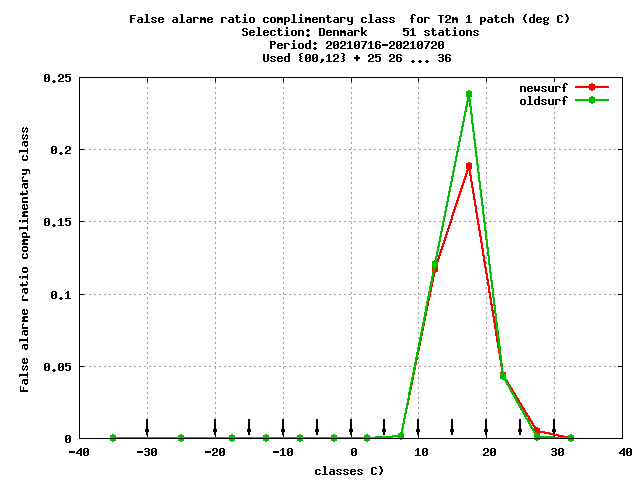 False alarme ratio complimentary class  for T2m 1 patch (deg C)
Selection: Denmark     51 stations
Period: 20210716-20210720
Used {00,12} + 25 26 ... 36
newsurf
oldsurf
False alarme ratio complimentary class
0.25
0.2
0.15
0.1
0.05
0
-40 -30 -20 -10 0 10 20 30 40
classes C)